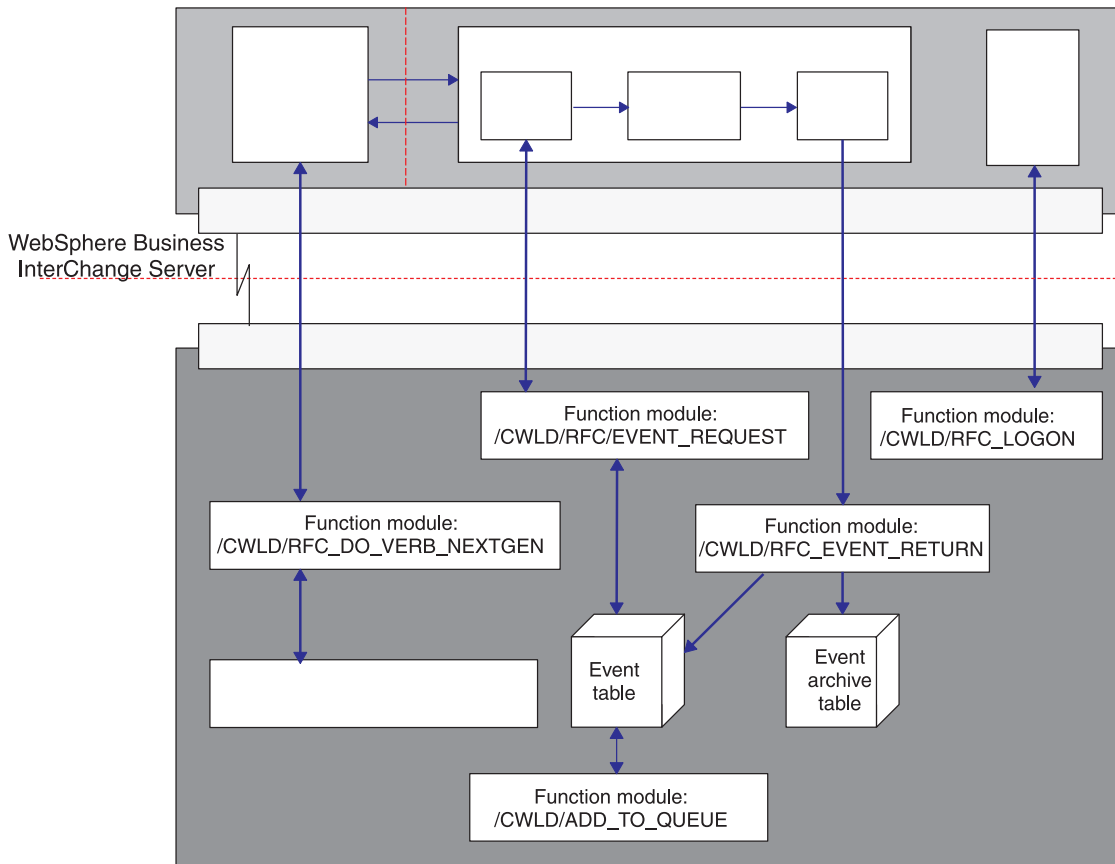 WebSphere Business
InterChange Server
Function module:
/CWLD/RFC/EVENT_REQUEST
Function module:
/CWLD/RFC_LOGON
Function module:
/CWLD/RFC_DO_VERB_NEXTGEN
Function module:
/CWLD/RFC_EVENT_RETURN
Event
table
Event
archive
table
Function module:
/CWLD/ADD_TO_QUEUE